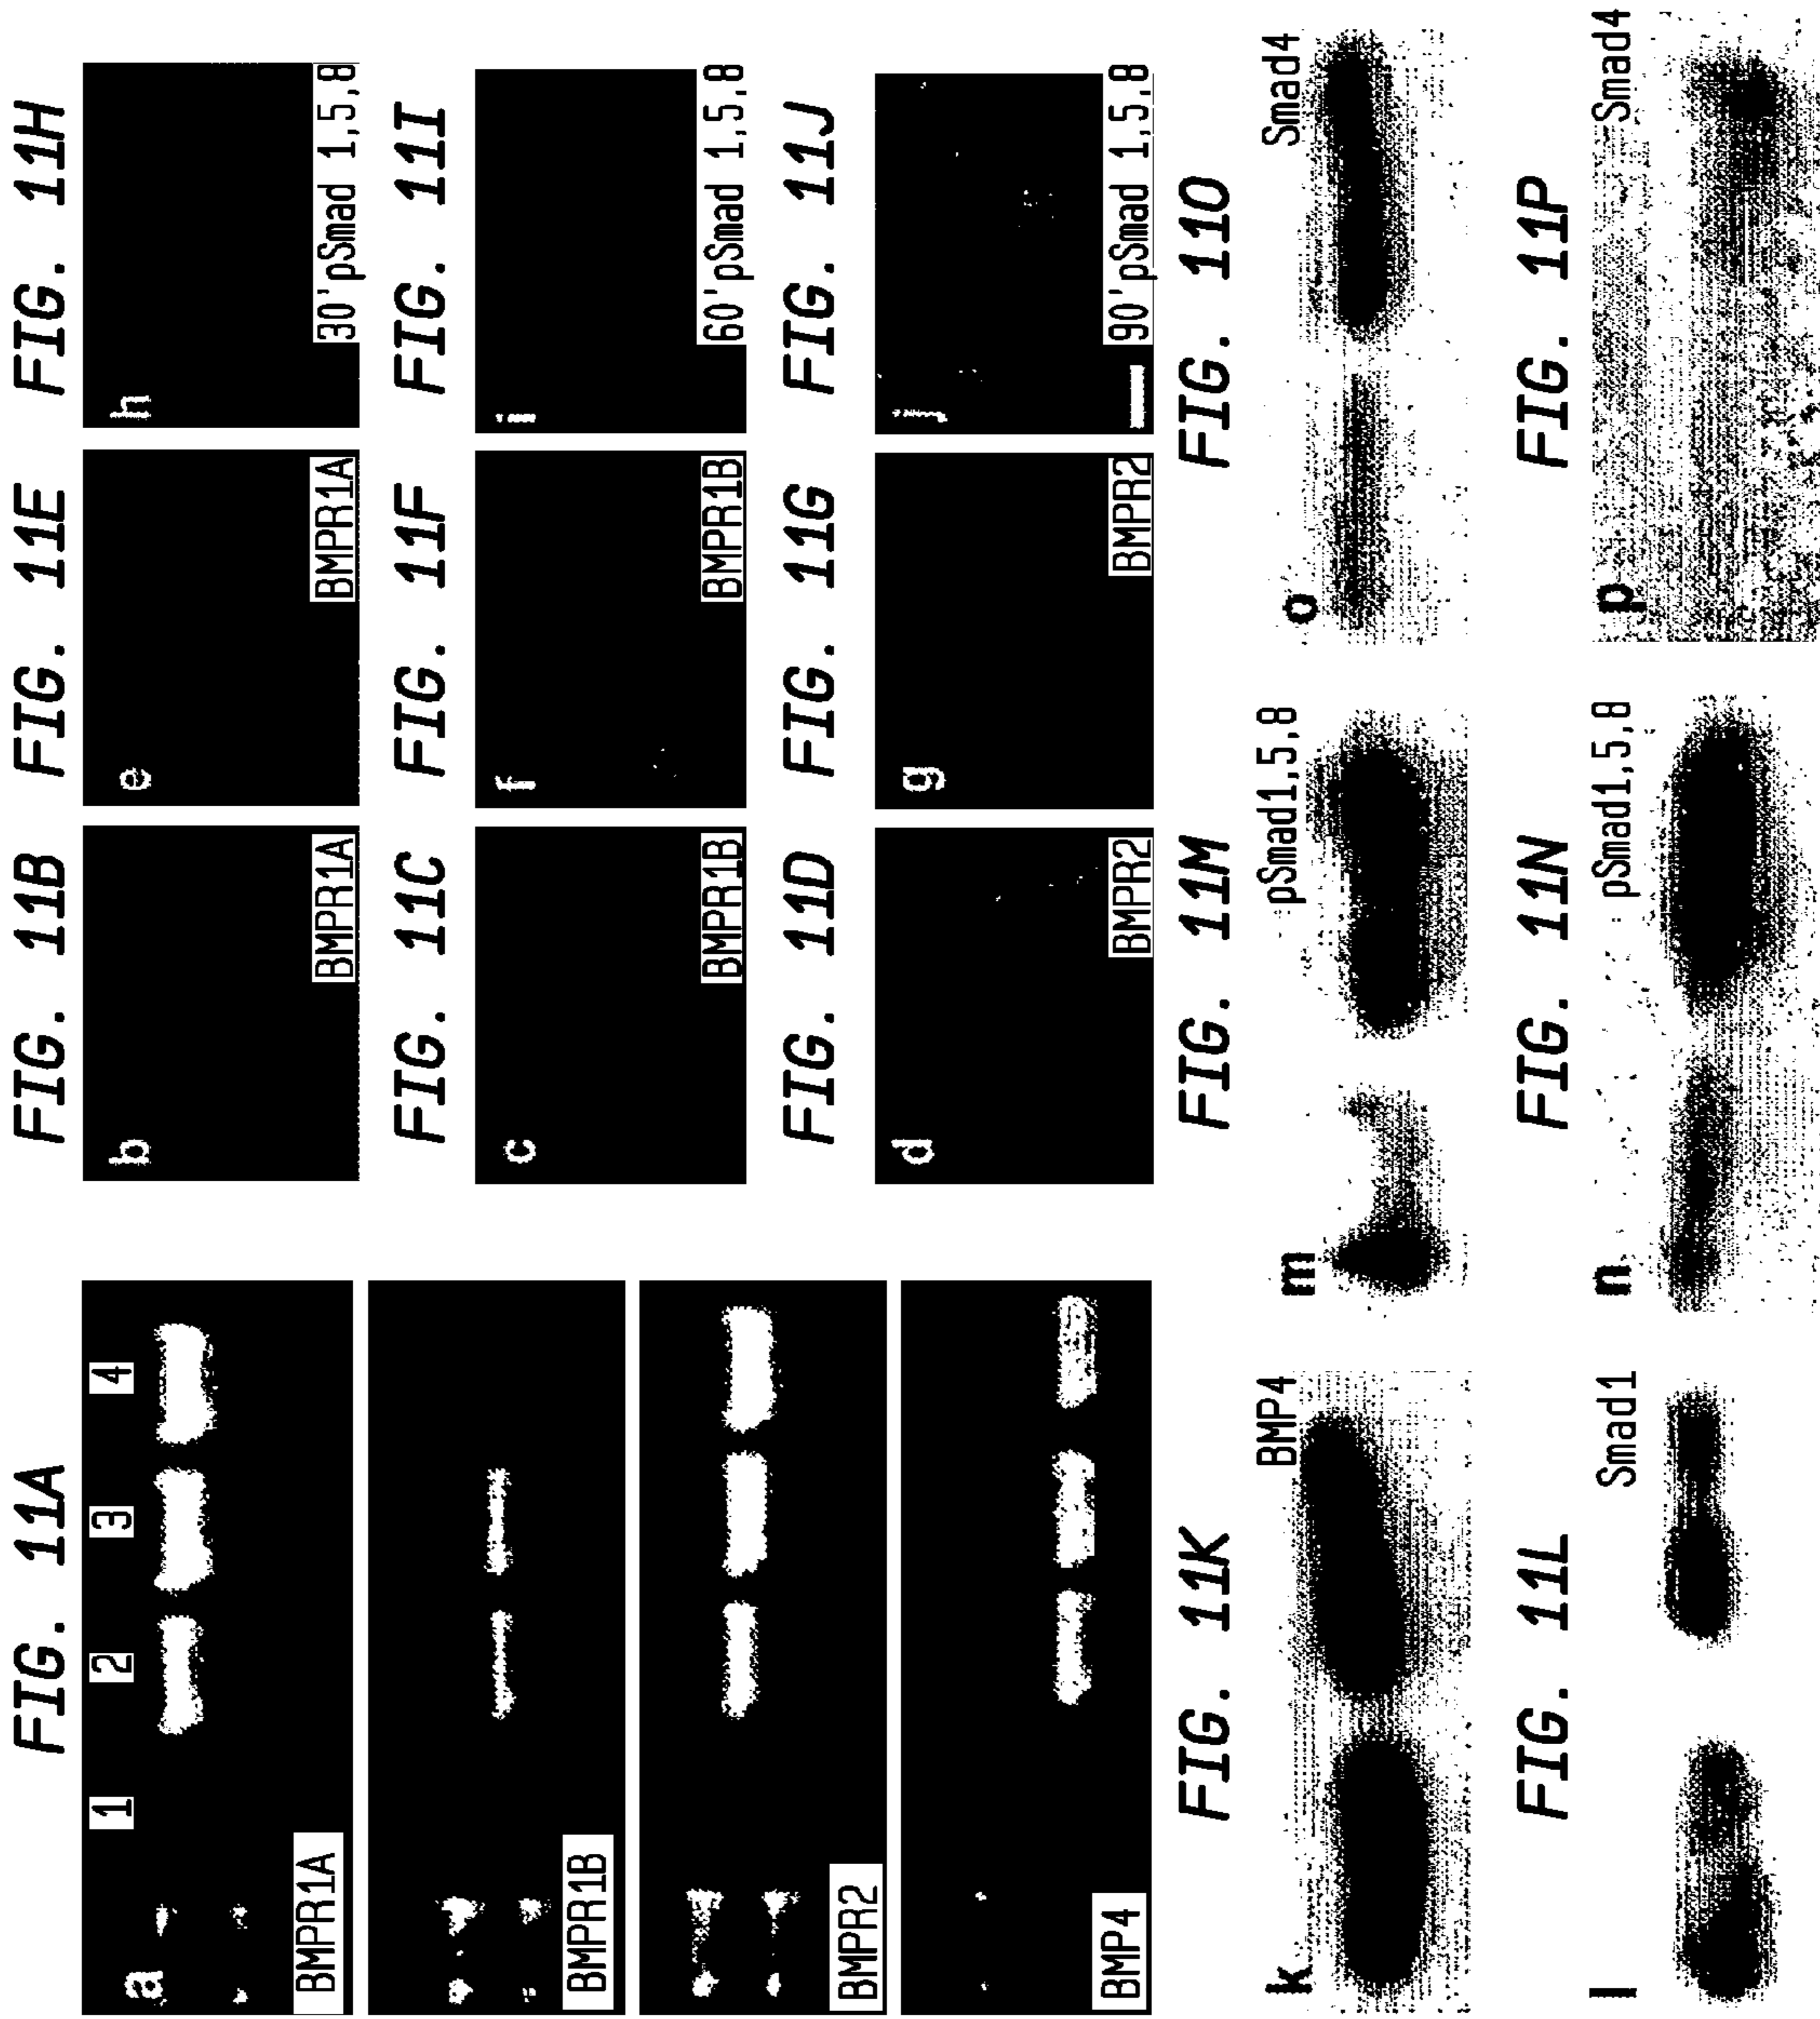 FIG. 11A
a
1
2
3
4
BMPR1A
BMPR1B
BMPR2
BMP4
FIG. 11B
b
BMPR1A
FIG. 11E
e
BMPR1A
FIG. 11H
h
30'pSmad 1,5,8
FIG. 11C
c
BMPR1B
FIG. 11F
f
BMPR1B
FIG. 11I
i
60'pSmad 1,5,8
FIG. 11D
d
BMPR2
FIG. 11G
g
BMPR2
FIG. 11J
j
90'pSmad 1,5,8
FIG. 11K
k
BMP4
FIG. 11M
m
pSmad1,5,8
FIG. 11O
o
Smad4
FIG. 11L
l
Smad1
FIG. 11N
n
pSmad1,5,8
FIG. 11P
p
Smad4